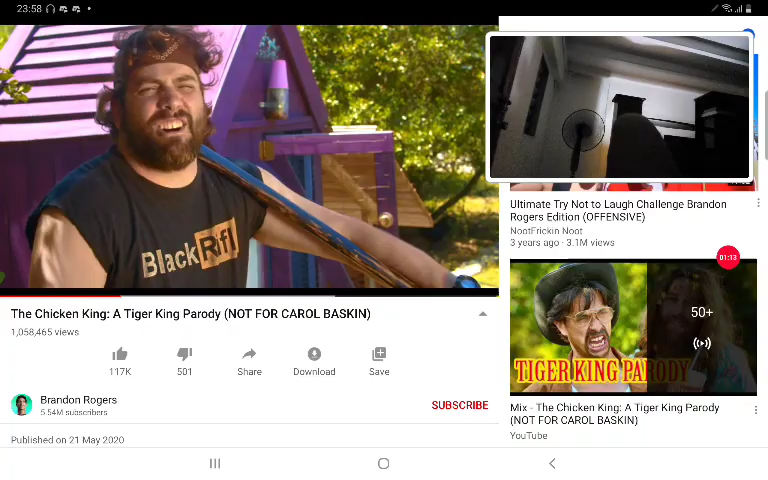 23:58
BlackRifl
The Chicken King: A Tiger King Parody (NOT FOR CAROL BASKIN)
1,058,465 views
117K
501
Share
Download
Save
Brandon Rogers
5.54M subscribers
SUBSCRIBE
Published on 21 May 2020
Ultimate Try Not to Laugh Challenge Brandon
Rogers Edition (OFFENSIVE)
NootFrickin Noot
3 years ago · 3.1M views
01:13
50+
TIGER KING PARODY
Mix - The Chicken King: A Tiger King Parody
(NOT FOR CAROL BASKIN)
YouTube